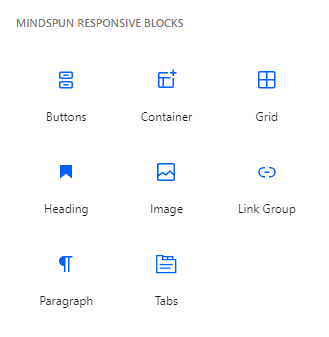 MINDSPUN RESPONSIVE BLOCKS
Buttons Container Grid
Heading Image Link Group
Paragraph Tabs